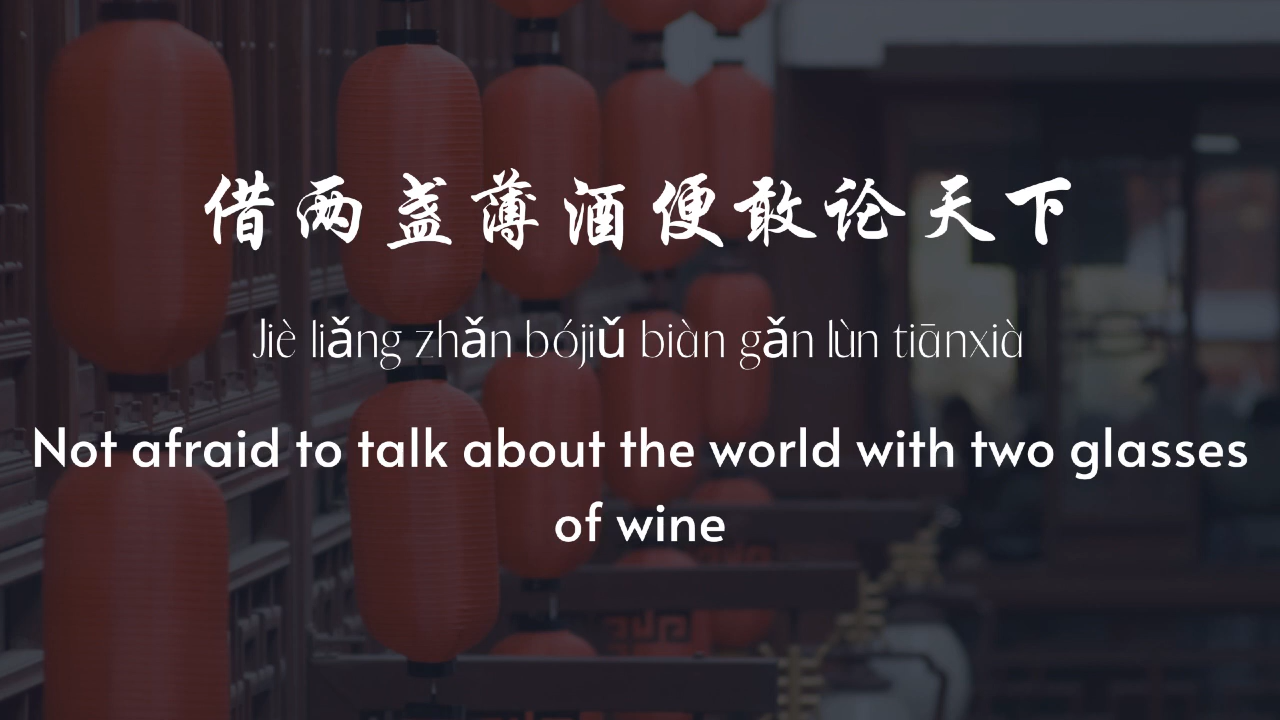 借两盏薄酒便敢论天下
Jiè liǎng zhǎn bójiǔ biàn gǎn lùn tiānxià
Not afraid to talk about the world with two glasses
of wine